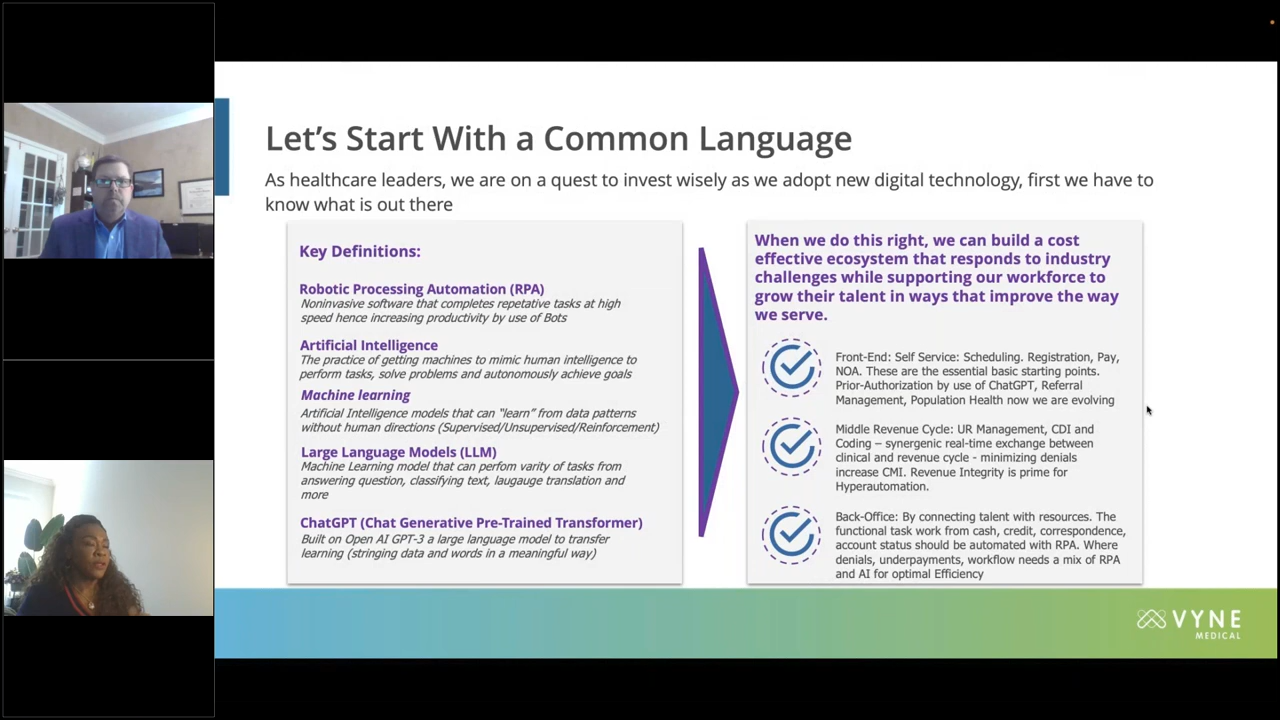 Let's Start With a Common Language
As healthcare leaders, we are on a quest to invest wisely as we adopt new digital technology, first we have to
know what is out there
Key Definitions:
Robotic Processing Automation (RPA)
Noninvasive software that completes repetative tasks at high
speed hence increasing productivity by use of Bots
Artificial Intelligence
The practice of getting machines to mimic human intelligence to
perform tasks, solve problems and autonomously achieve goals
Machine learning
Artificial Intelligence models that can "learn" from data patterns
without human directions (Supervised/Unsupervised/Reinforcement)
Large Language Models (LLM)
Machine Learning model that can perfom varity of tasks from
answering question, classifying text, laugauge translation and
more
ChatGPT (Chat Generative Pre-Trained Transformer)
Built on Open AI GPT-3 a large language model to transfer
learning (stringing data and words in a meaningful way)
When we do this right, we can build a cost
effective ecosystem that responds to industry
challenges while supporting our workforce to
grow their talent in ways that improve the way
we serve.
Front-End: Self Service: Scheduling. Registration, Pay,
NOA. These are the essential basic starting points.
Prior-Authorization by use of ChatGPT, Referral
Management, Population Health now we are evolving
Middle Revenue Cycle: UR Management, CDI and
Coding – synergenic real-time exchange between
clinical and revenue cycle - minimizing denials
increase CMI. Revenue Integrity is prime for
Hyperautomation.
Back-Office: By connecting talent with resources. The
functional task work from cash, credit, correspondence,
account status should be automated with RPA. Where
denials, underpayments, workflow needs a mix of RPA
and AI for optimal Efficiency
VYNE
MEDICAL